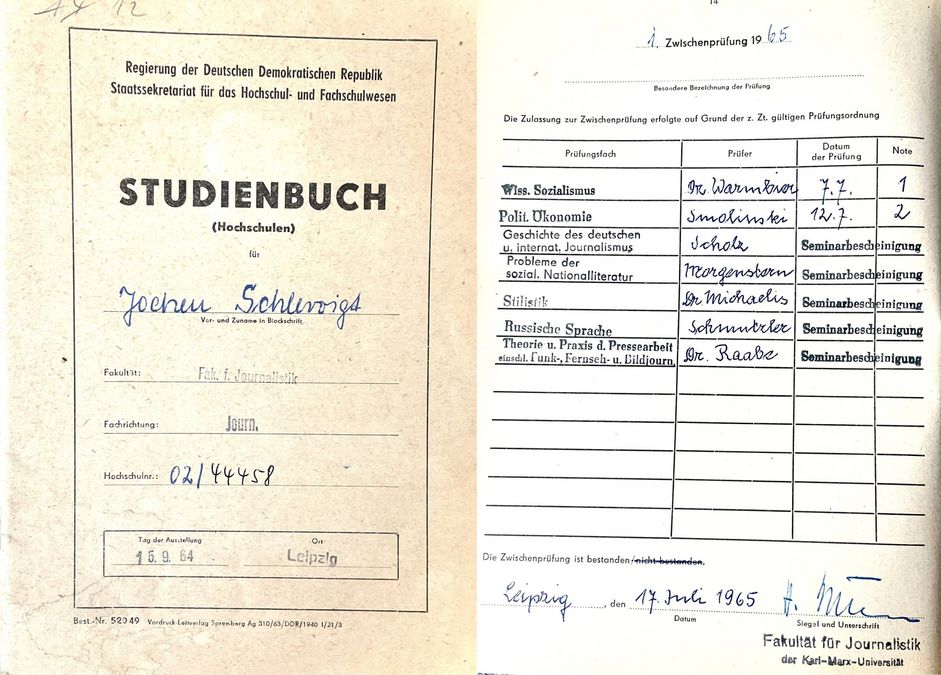 Regierung der Deutschen Demokratischen Republik
Staatssekretariat für das Hochschul- und Fachschulwesen
STUDIENBUCH
(Hochschulen)
für
Jochen Schlevoigt
Vor- und Zuname in Blockschrift
Fakultät: Fak. f. Journalistik
Fachrichtung: Journ.
Hochschulnr.: 02/44458
Tag der Ausstellung Ort
15.9.64 Leipzig
Best.-Nr. 52049 Vordruck-Leitverlag Spremberg Ag 310/63/DDR/1940 1/21/3
14
1. Zwischenprüfung 1965
Besondere Bezeichnung der Prüfung
Die Zulassung zur Zwischenprüfung erfolgte auf Grund der z. Zt. gültigen Prüfungsordnung
Prüfungsfach Prüfer Datum der Prüfung Note
Wiss. Sozialismus Dr. Warmbier 7.7. 1
Polit. Ökonomie Smolinski 12.7. 2
Geschichte des deutschen
u. internat. Journalismus Scholz Seminarbescheinigung
Probleme der
sozial. Nationalliteratur Morgenstern Seminarbescheinigung
Stilistik Dr. Michaelis Seminarbescheinigung
Russische Sprache Schmutzler Seminarbescheinigung
Theorie u. Praxis d. Pressearbeit
einschl. Funk-, Fernseh- u. Bildjourn. Dr. Raabe Seminarbescheinigung
Die Zwischenprüfung ist bestanden/nicht bestanden.
Leipzig, den 17. Juli 1965
Datum Siegel und Unterschrift
Fakultät für Journalistik
der Karl-Marx-Universität